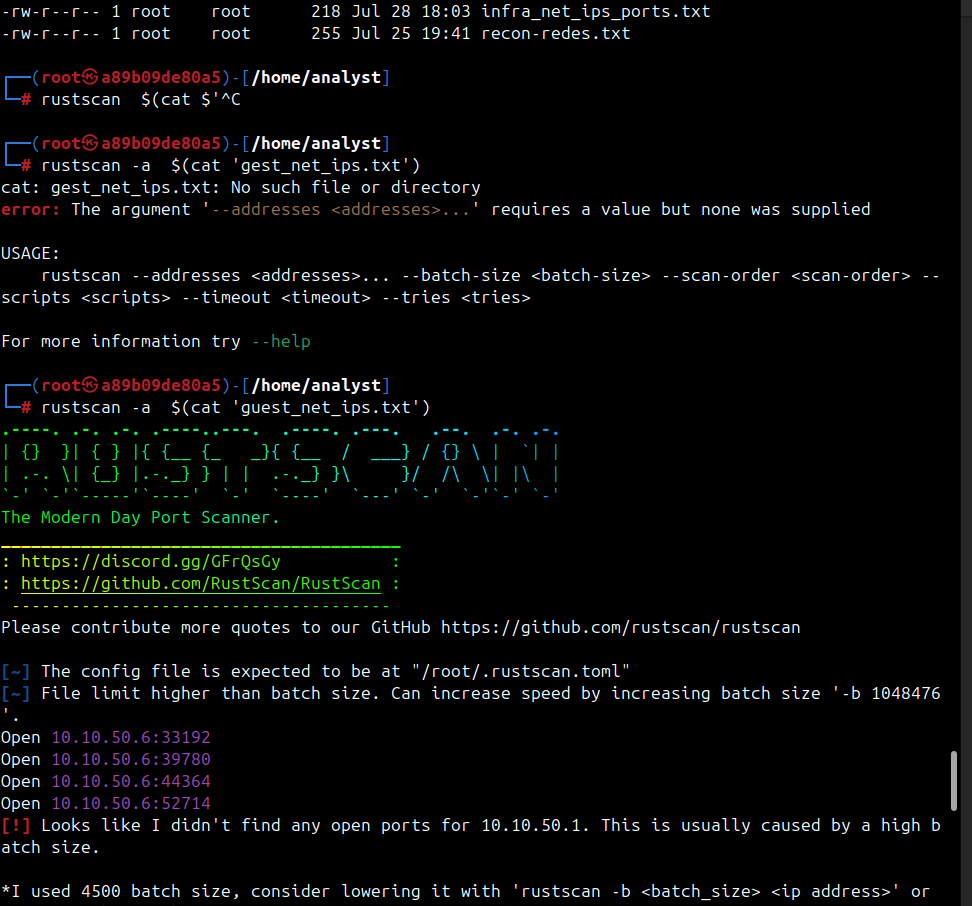 -rw-r--r-- 1 root    root      218 Jul 28 18:03 infra_net_ips_ports.txt
-rw-r--r-- 1 root    root      255 Jul 25 19:41 recon-redes.txt
┌──(root㉿a89b09de80a5)-[/home/analyst]
└─# rustscan  $(cat $'^C
┌──(root㉿a89b09de80a5)-[/home/analyst]
└─# rustscan -a  $(cat 'gest_net_ips.txt')
cat: gest_net_ips.txt: No such file or directory
error: The argument '--addresses <addresses>...' requires a value but none was supplied
USAGE:
    rustscan --addresses <addresses>... --batch-size <batch-size> --scan-order <scan-order> --
scripts <scripts> --timeout <timeout> --tries <tries>
For more information try --help
┌──(root㉿a89b09de80a5)-[/home/analyst]
└─# rustscan -a  $(cat 'guest_net_ips.txt')
.----. .-. .-. .----..---.  .----. .---.   .--.  .-. .-.
| {}  }| { } |{ {__ {_   _}{ {__  /  ___} / {} \ |  `| |
| .-. \| {_} |.-._} } | |  .-._} }\     }/  /\  \| |\  |
`-' `-'`-----'`----'  `-'  `----'  `---' `-'  `-'`-' `-'
The Modern Day Port Scanner.
________________________________________
: https://discord.gg/GFrQsGy           :
: https://github.com/RustScan/RustScan :
 --------------------------------------
Please contribute more quotes to our GitHub https://github.com/rustscan/rustscan
[~] The config file is expected to be at "/root/.rustscan.toml"
[~] File limit higher than batch size. Can increase speed by increasing batch size '-b 1048476
'.
Open 10.10.50.6:33192
Open 10.10.50.6:39780
Open 10.10.50.6:44364
Open 10.10.50.6:52714
[!] Looks like I didn't find any open ports for 10.10.50.1. This is usually caused by a high b
atch size.
*I used 4500 batch size, consider lowering it with 'rustscan -b <batch_size> <ip address>' or